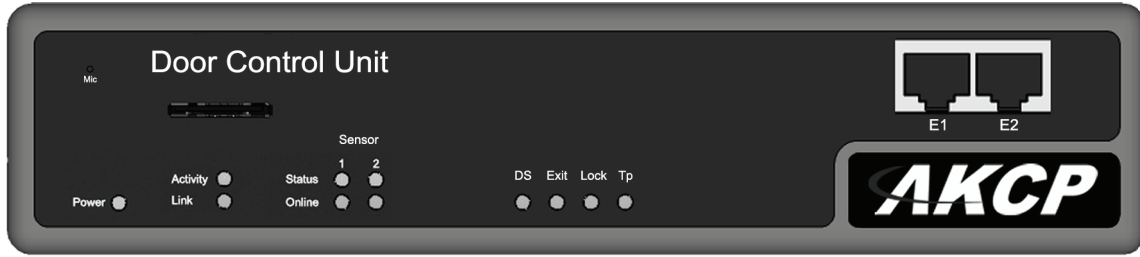 Door Control Unit
Mic
E1 E2
Sensor
1 2
Activity Status DS Exit Lock Tp
Power Link Online
AKCP